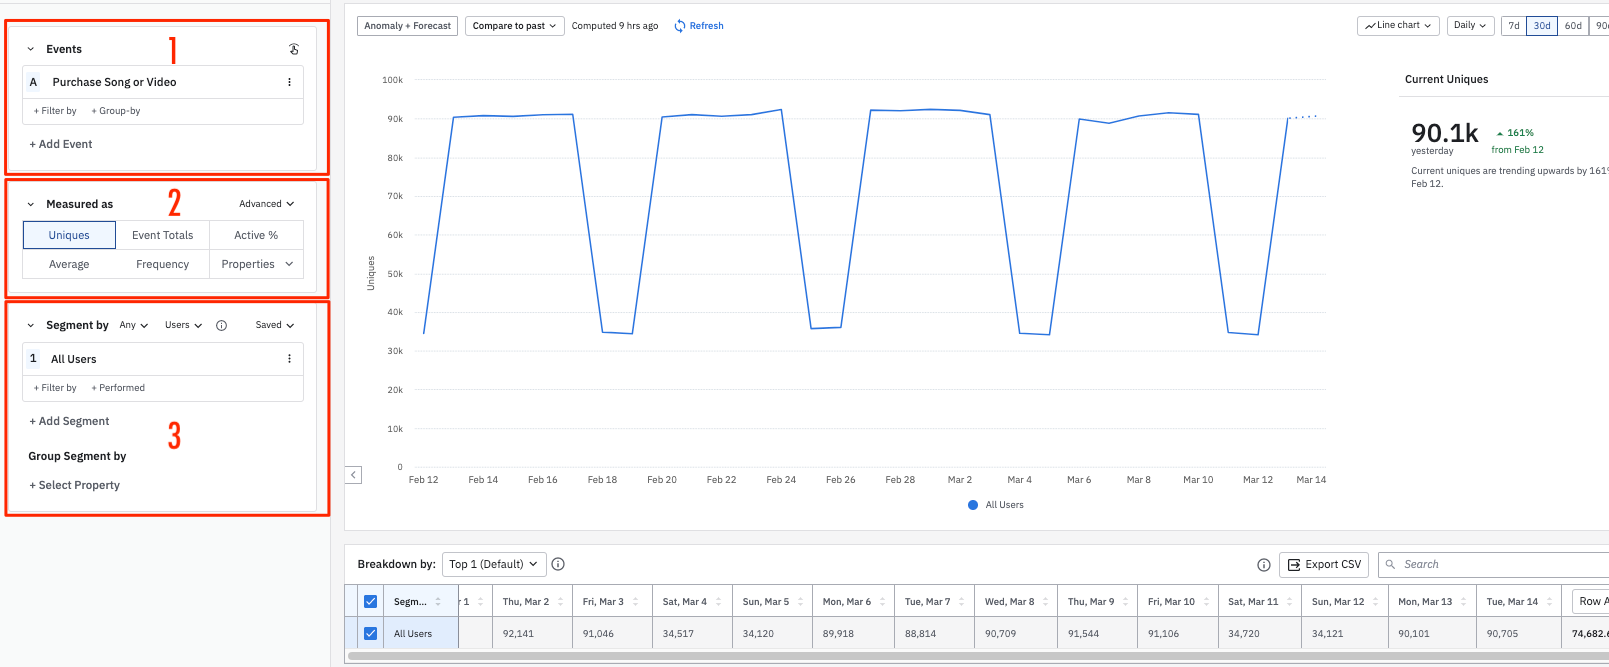 1
Events
A Purchase Song or Video
+ Filter by + Group-by
+ Add Event
2
Measured as Advanced
Uniques Event Totals Active %
Average Frequency Properties
Segment by Any Users Saved
1 All Users
+ Filter by + Performed
+ Add Segment
3
Group Segment by
+ Select Property
Anomaly + Forecast Compare to past Computed 9 hrs ago Refresh
Line chart Daily 7d 30d 60d
Uniques
100k
90k
80k
70k
60k
50k
40k
30k
20k
10k
0
Feb 12 Feb 14 Feb 16 Feb 18 Feb 20 Feb 22 Feb 24 Feb 26 Feb 28 Mar 2 Mar 4 Mar 6 Mar 8 Mar 10 Mar 12 Mar 14
All Users
Current Uniques
90.1k 161%
yesterday from Feb 12
Current uniques are trending upwards by 161%
Feb 12.
Breakdown by: Top 1 (Default) Export CSV Search
Segm... r 1 Thu, Mar 2 Fri, Mar 3 Sat, Mar 4 Sun, Mar 5 Mon, Mar 6 Tue, Mar 7 Wed, Mar 8 Thu, Mar 9 Fri, Mar 10 Sat, Mar 11 Sun, Mar 12 Mon, Mar 13 Tue, Mar 14 Row A
All Users 92,141 91,046 34,517 34,120 89,918 88,814 90,709 91,544 91,106 34,720 34,121 90,101 90,705 74,682.